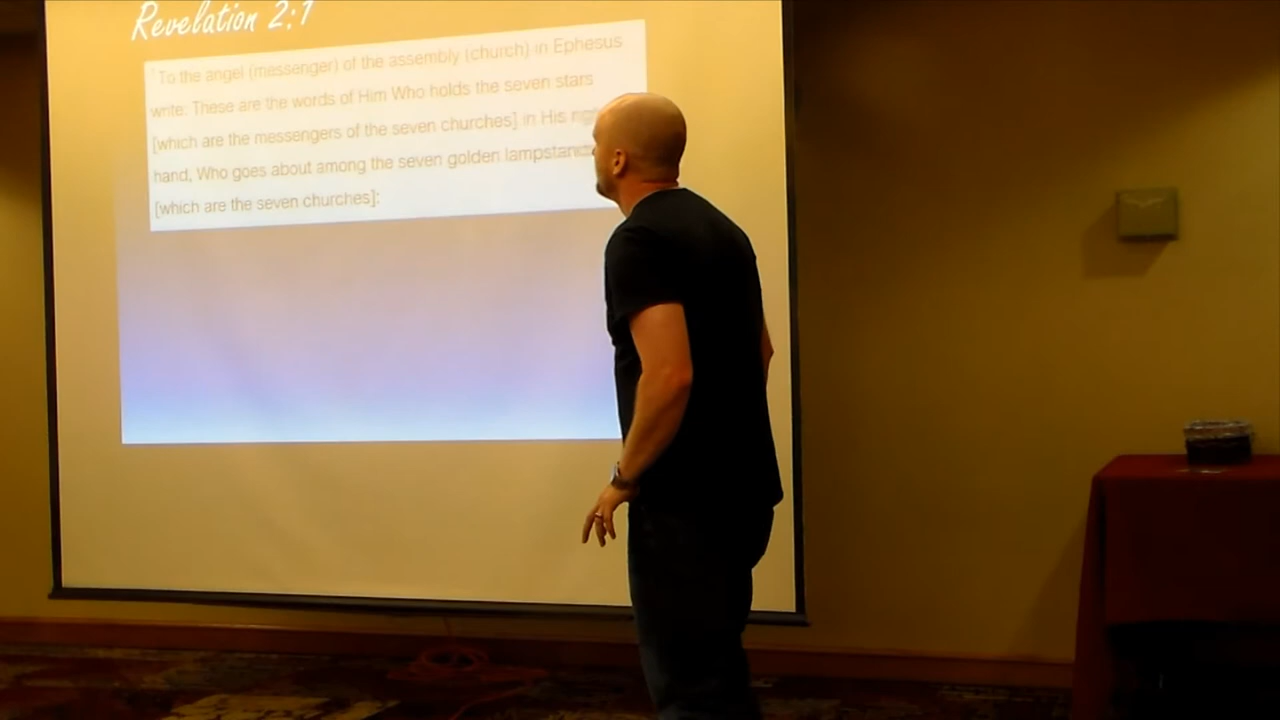 Revelation 2:1
1 To the angel (messenger) of the assembly (church) in Ephesus
write: These are the words of Him Who holds the seven stars
[which are the messengers of the seven churches] in His
hand, Who goes about among the seven golden lampstands
[which are the seven churches]: